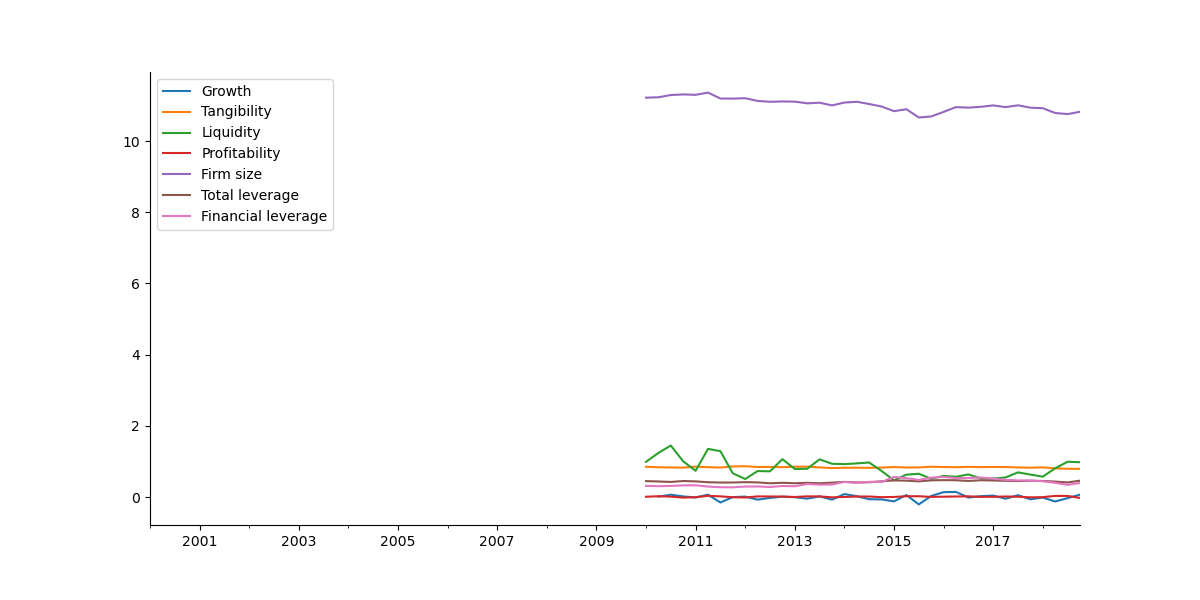 Growth
Tangibility
Liquidity
Profitability
Firm size
Total leverage
Financial leverage
10
8
6
4
2
0
2001 2003 2005 2007 2009 2011 2013 2015 2017